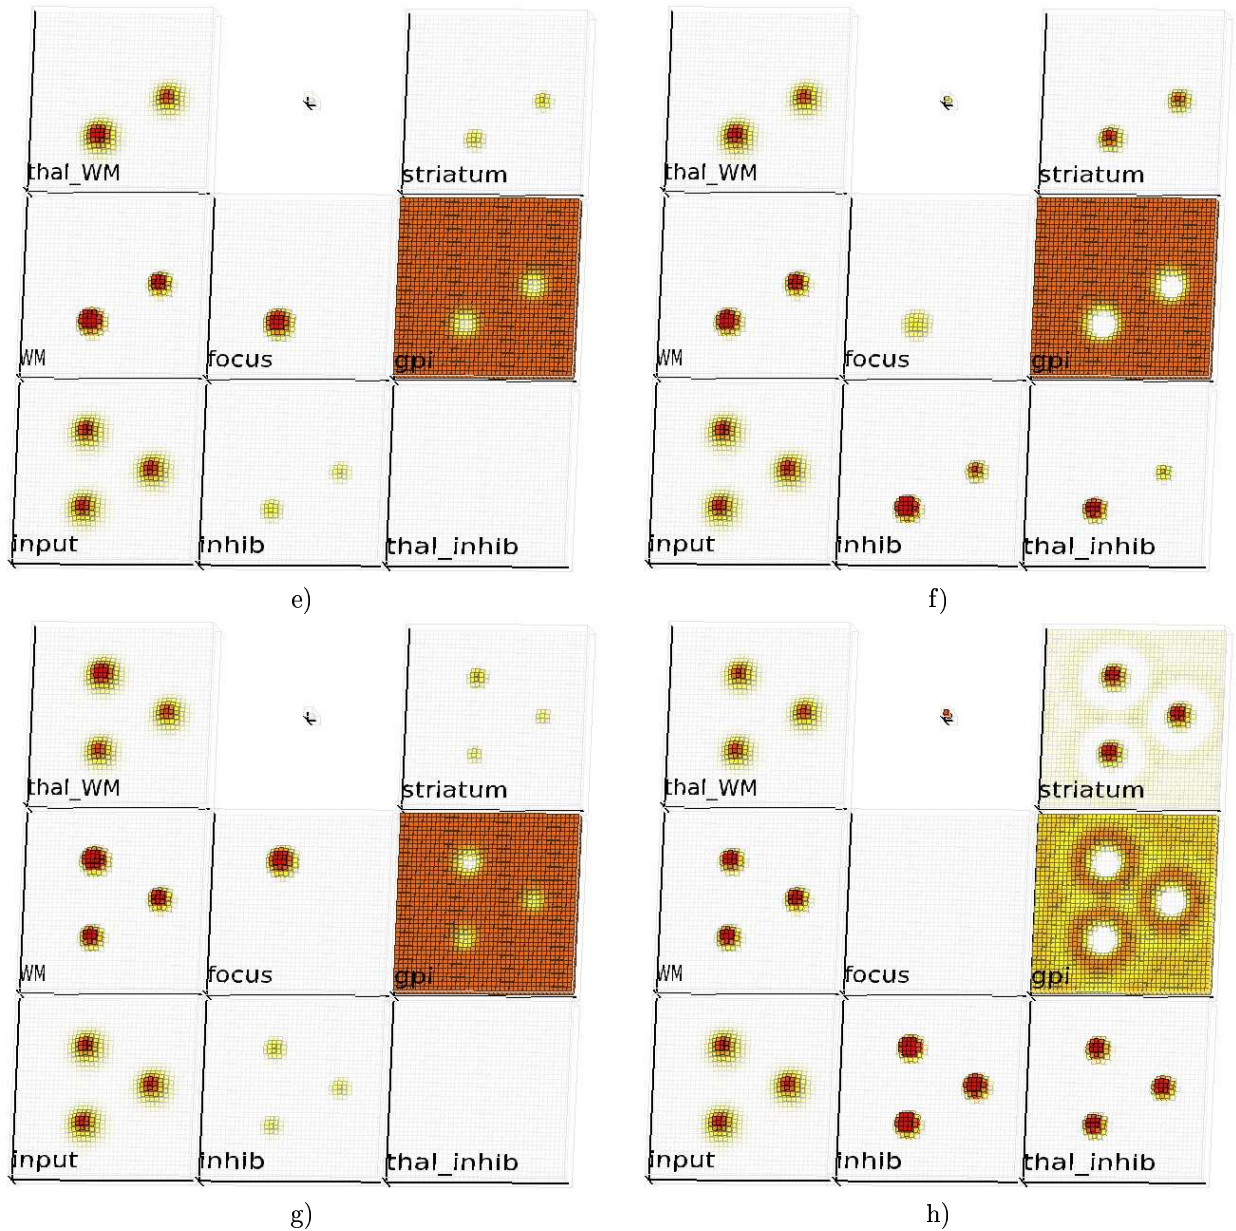 thal_WM
striatum
WM
focus
gpi
input
inhib
thal_inhib
e)
thal_WM
striatum
WM
focus
gpi
input
inhib
thal_inhib
f)
thal_WM
striatum
WM
focus
gpi
input
inhib
thal_inhib
g)
thal_WM
striatum
WM
focus
gpi
input
inhib
thal_inhib
h)